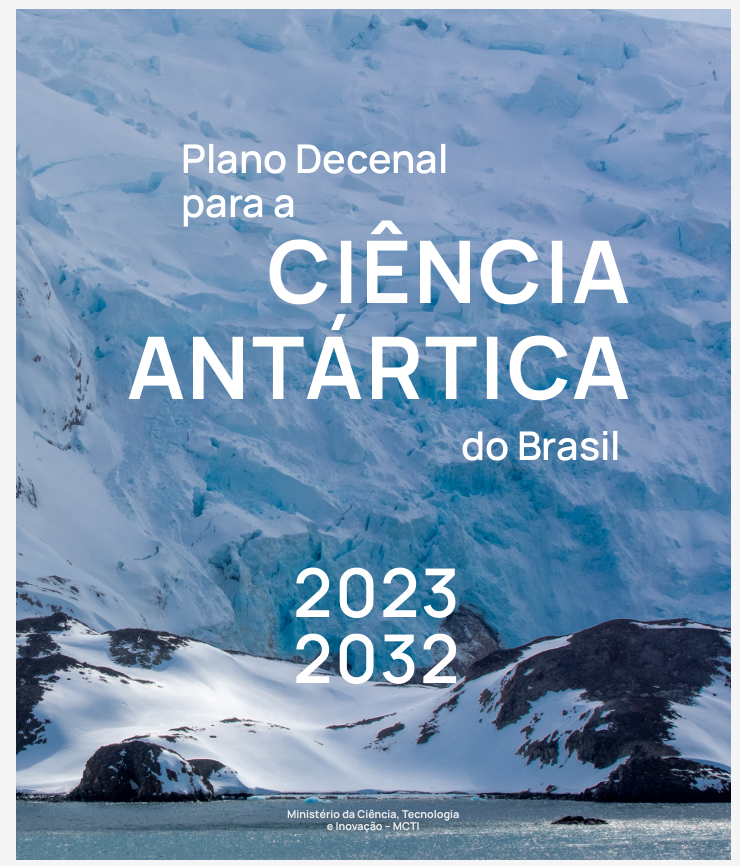 Plano Decenal
para a
CIÊNCIA
ANTÁRTICA
do Brasil
2023
2032
Ministério da Ciência, Tecnologia
e Inovação – MCTI